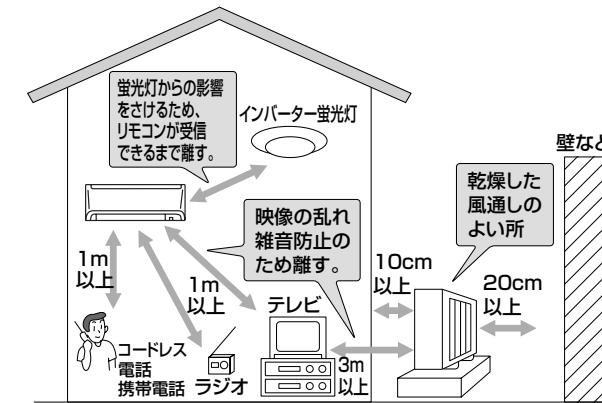 蛍光灯からの影響
をさけるため、
リモコンが受信
できるまで離す。
インバーター蛍光灯
壁など
乾燥した
風通しの
よい所
映像の乱れ
雑音防止の
ため離す。
1m
以上
1m
以上
10cm
以上
20cm
以上
テレビ
3m
以上
コードレス
電話
携帯電話
ラジオ